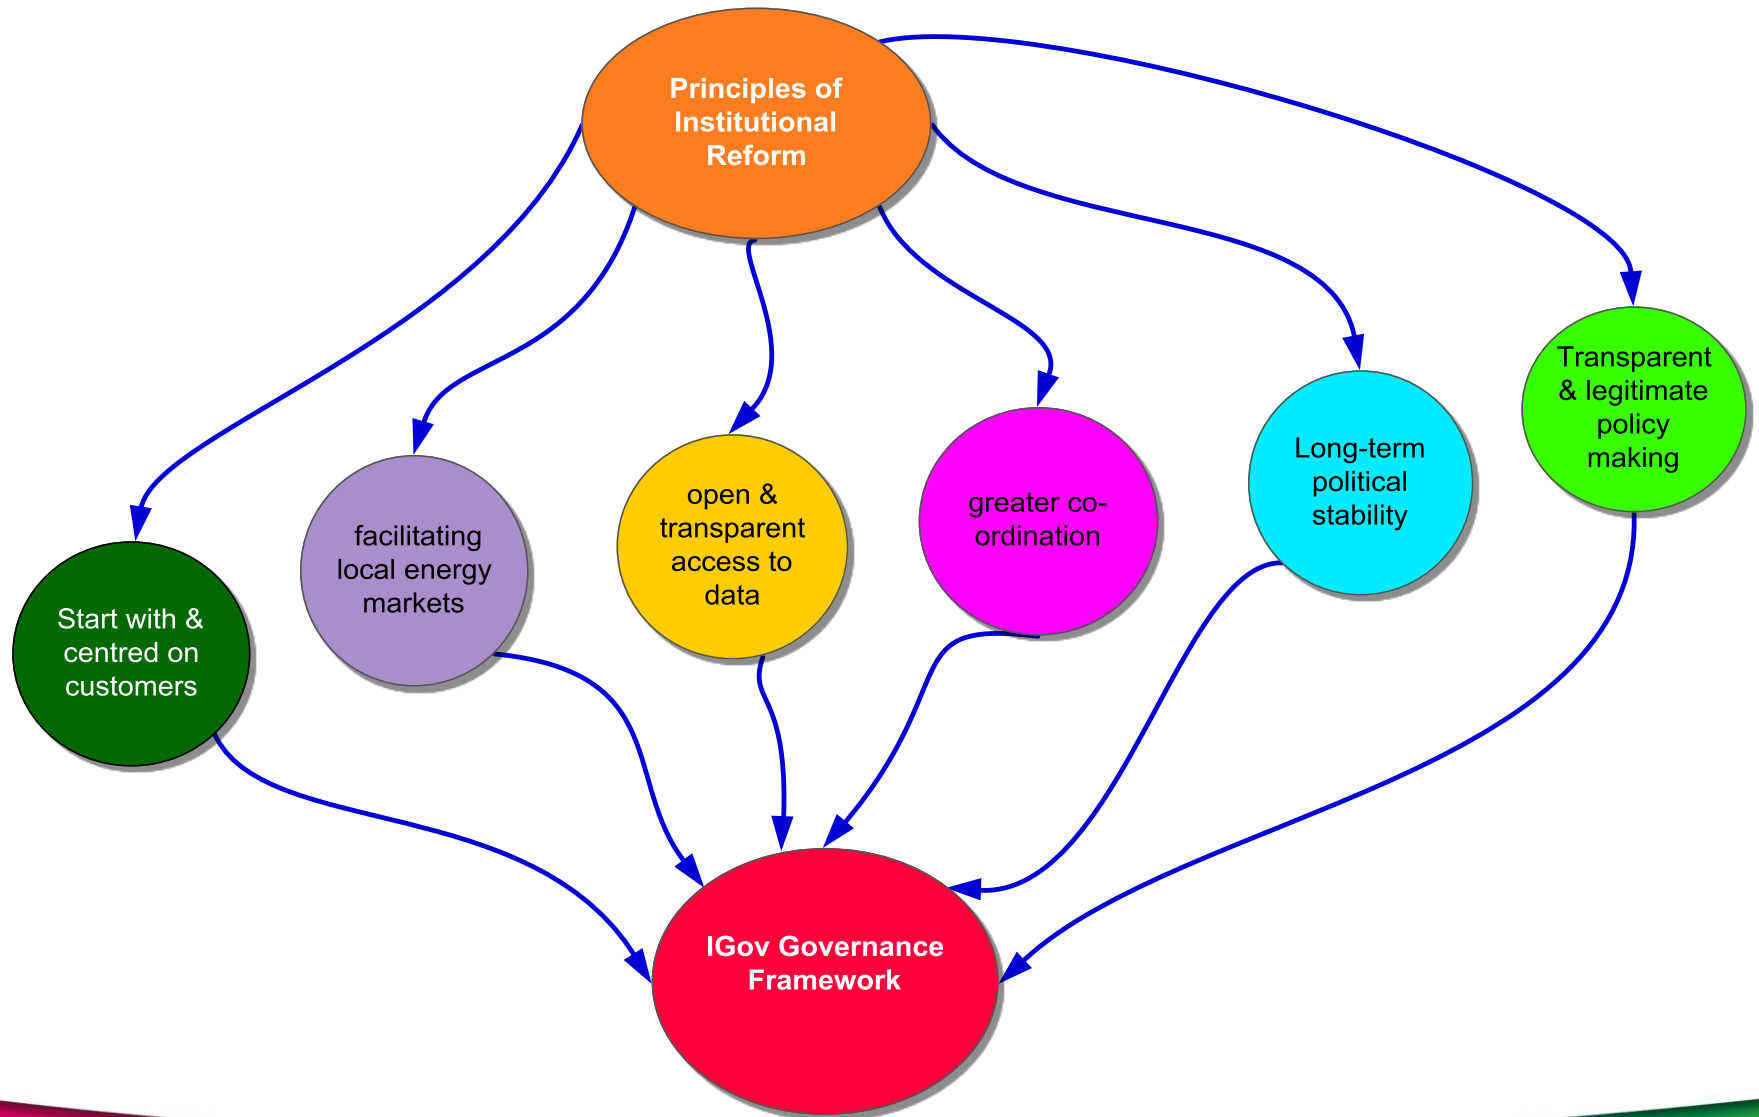 Principles of
Institutional
Reform
Start with &
centred on
customers
facilitating
local energy
markets
open &
transparent
access to
data
greater co-
ordination
Long-term
political
stability
Transparent
& legitimate
policy
making
IGov Governance
Framework